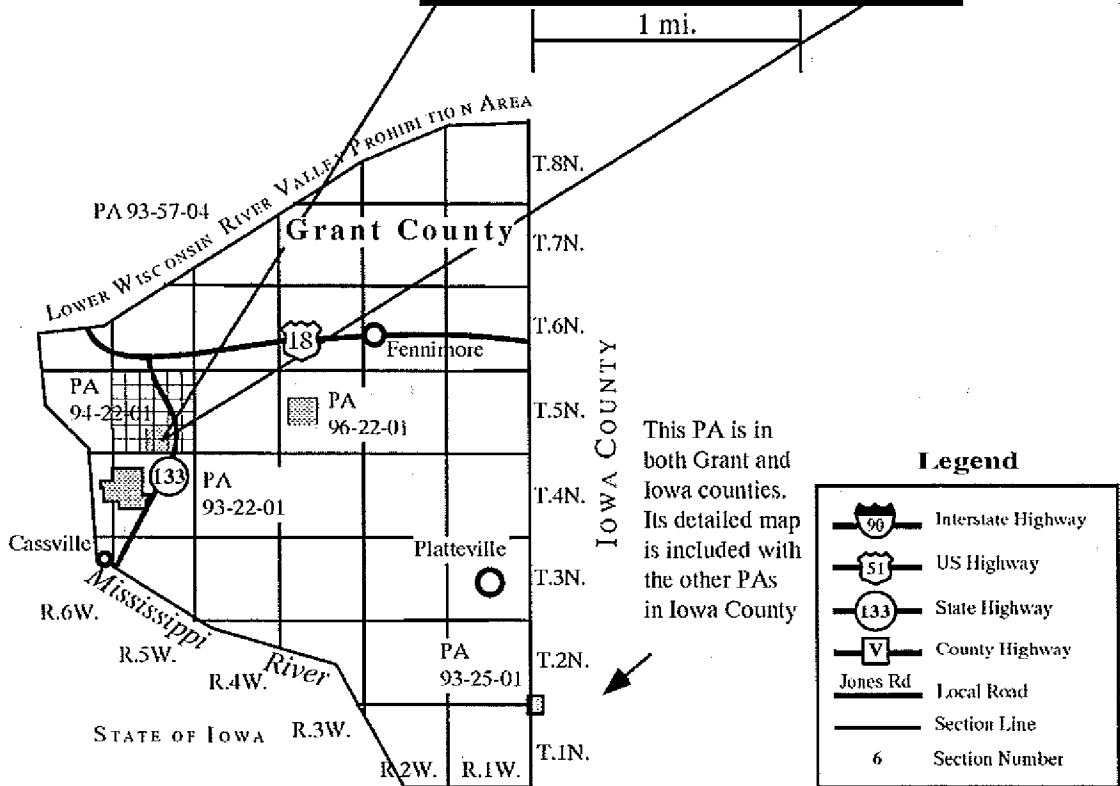 1 mi.
LOWER WISCONSIN RIVER VALLEY PROHIBITION AREA
PA 93-57-04
Grant County
T.8N.
T.7N.
T.6N.
18
Fennimore
PA
94-22-01
PA
96-22-01
T.5N.
IOWA COUNTY
133
PA
93-22-01
T.4N.
Cassville
Platteville
T.3N.
Mississippi
River
R.6W.
R.5W.
R.4W.
R.3W.
R.2W.
R.1W.
PA
93-25-01
T.2N.
T.1N.
STATE OF IOWA
This PA is in
both Grant and
Iowa counties.
Its detailed map
is included with
the other PAs
in Iowa County
Legend
90 Interstate Highway
51 US Highway
133 State Highway
V County Highway
Jones Rd Local Road
Section Line
6 Section Number